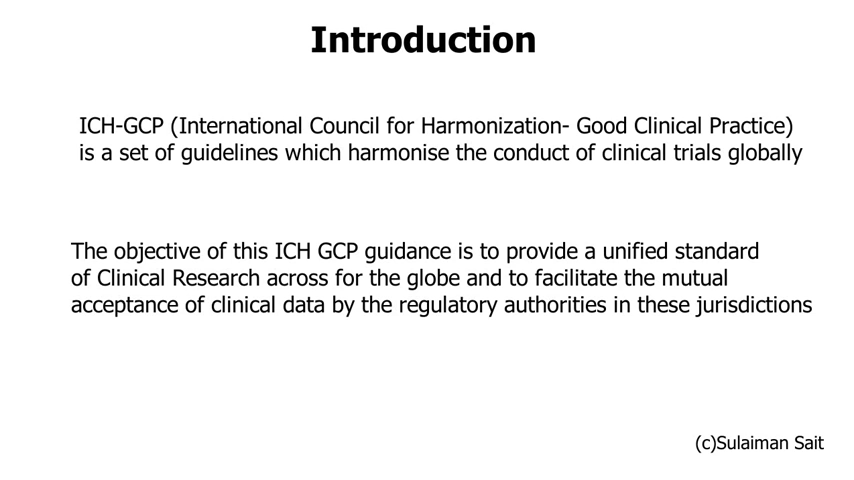 Introduction
ICH-GCP (International Council for Harmonization- Good Clinical Practice)
is a set of guidelines which harmonise the conduct of clinical trials globally
The objective of this ICH GCP guidance is to provide a unified standard
of Clinical Research across for the globe and to facilitate the mutual
acceptance of clinical data by the regulatory authorities in these jurisdictions
(c)Sulaiman Sait